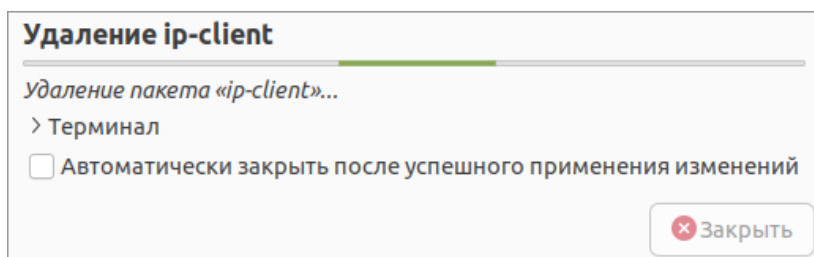 Удаление ip-client
Удаление пакета «ip-client»...
Терминал
Автоматически закрыть после успешного применения изменений
Закрыть